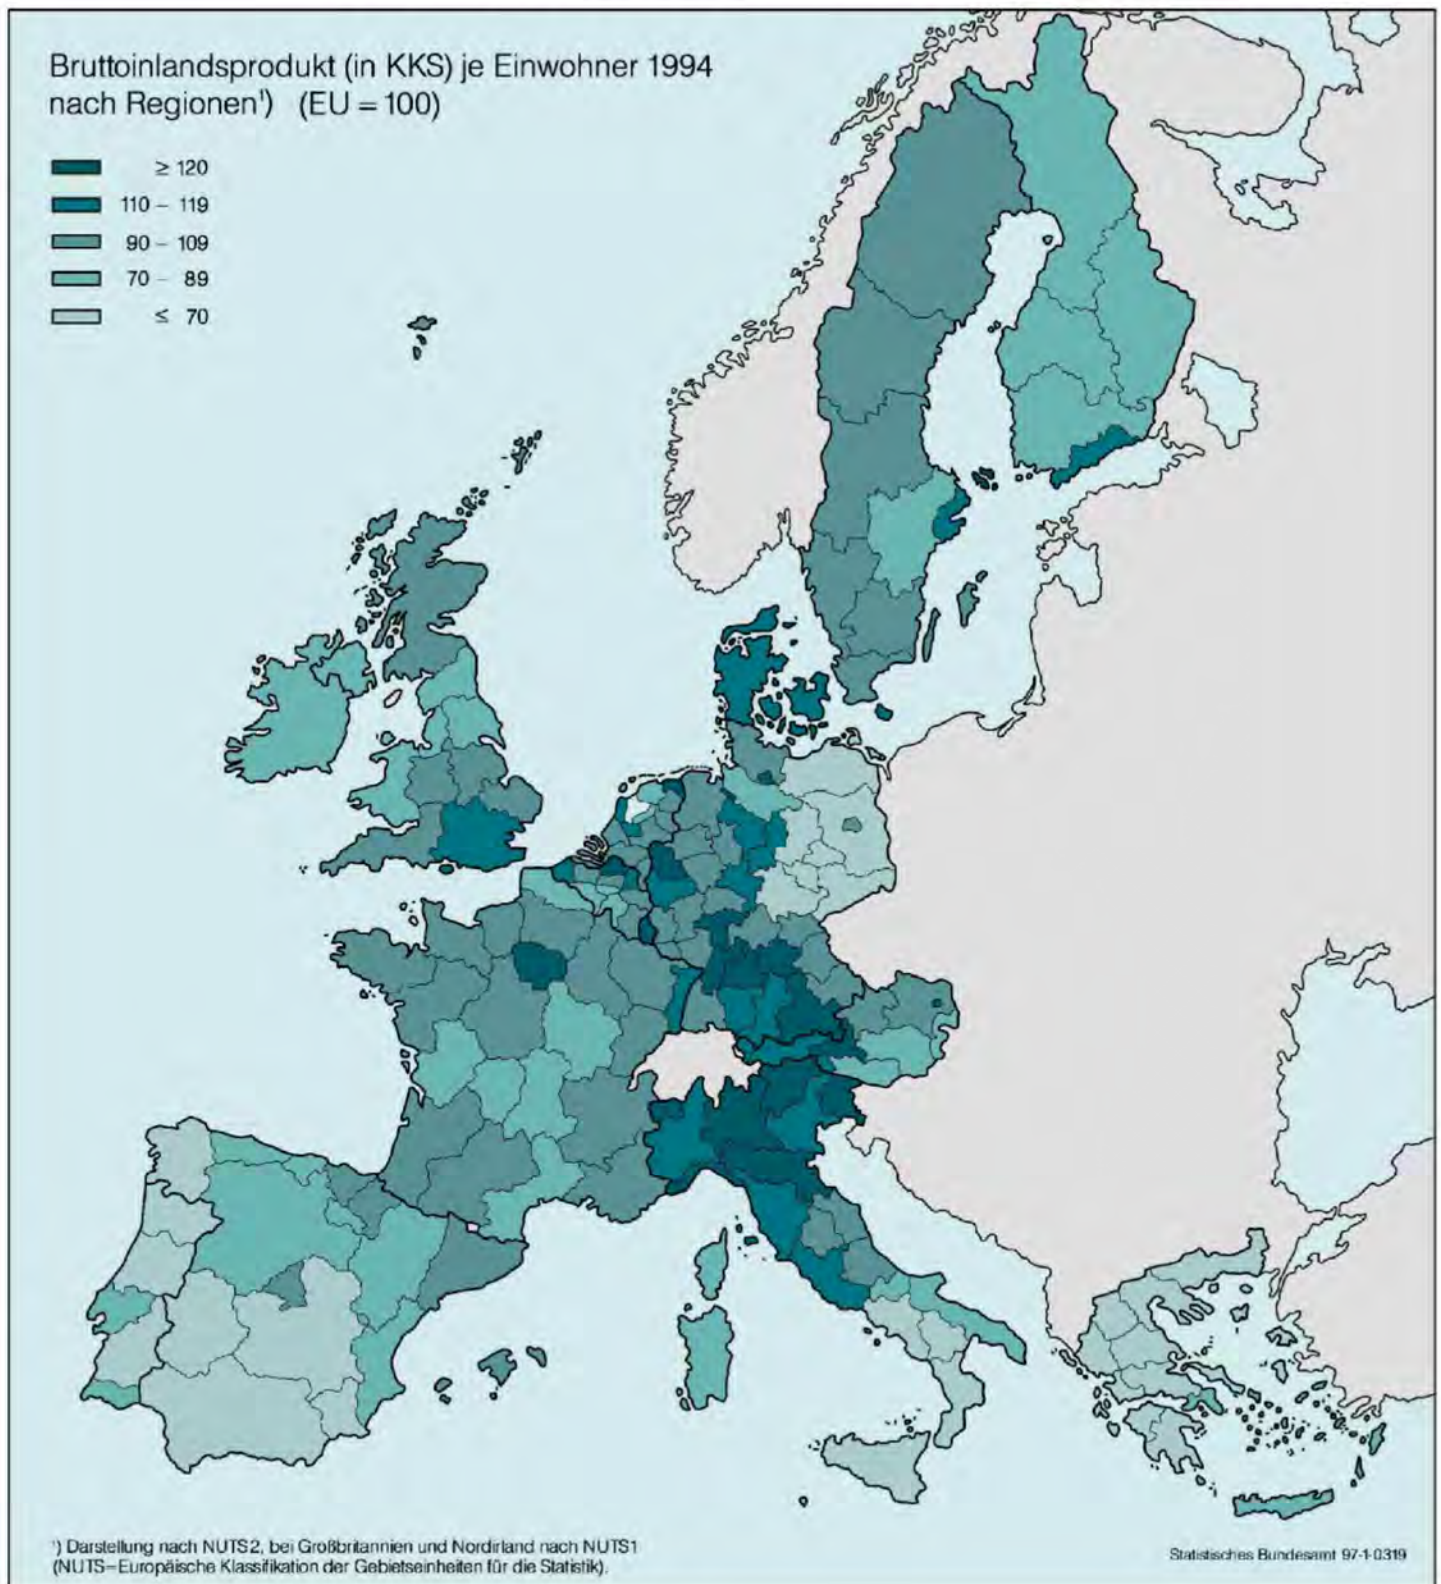 Bruttoinlandsprodukt (in KKS) je Einwohner 1994
nach Regionen¹) (EU = 100)
≥ 120
110 – 119
90 – 109
70 – 89
≤ 70
¹) Darstellung nach NUTS2, bei Großbritannien und Nordirland nach NUTS1
(NUTS=Europäische Klassifikation der Gebietseinheiten für die Statistik).
Statistisches Bundesamt 97-1-0319